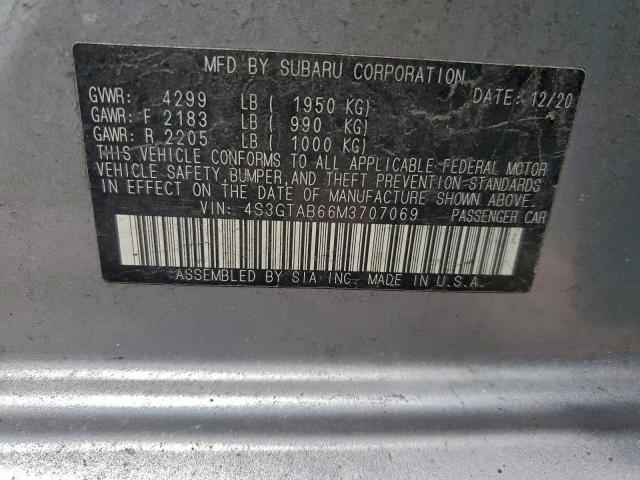 MFD BY SUBARU CORPORATION
DATE: 12/20
GVWR: 4299 LB ( 1950 KG)
GAWR: F 2183 LB ( 990 KG)
GAWR: R 2205 LB ( 1000 KG)
THIS VEHICLE CONFORMS TO ALL APPLICABLE FEDERAL MOTOR
VEHICLE SAFETY, BUMPER, AND THEFT PREVENTION STANDARDS
IN EFFECT ON THE DATE OF MANUFACTURE SHOWN ABOVE.
VIN: 4S3GTAB66M3707069 PASSENGER CAR
ASSEMBLED BY SIA INC. MADE IN U.S.A.